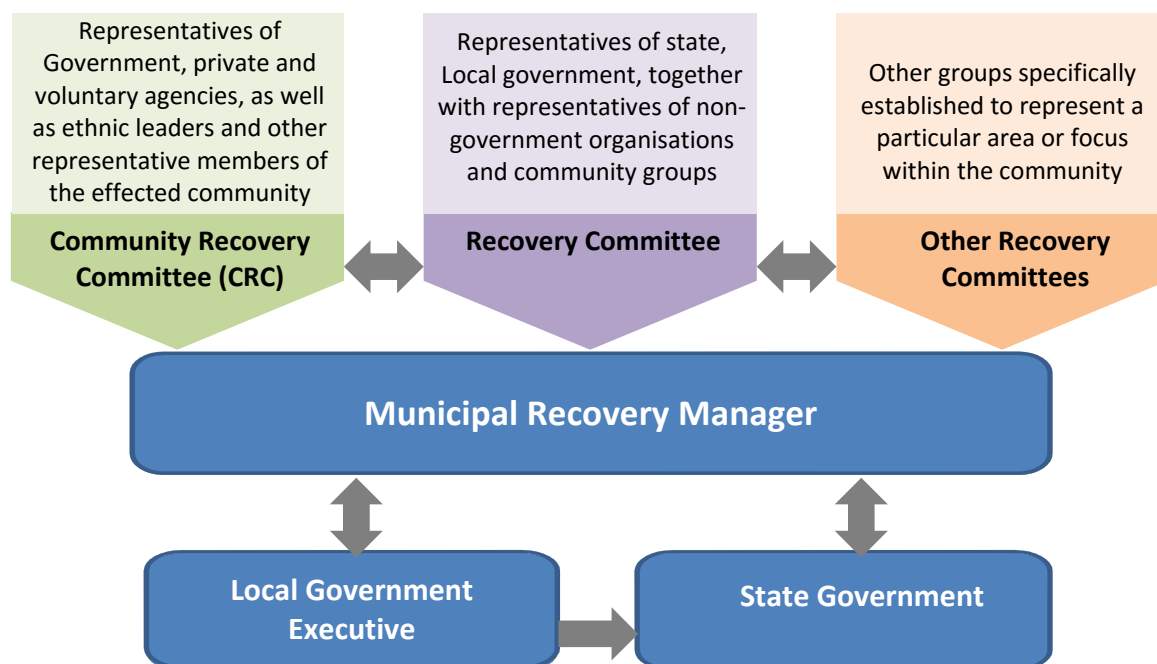 Representatives of
Government, private and
voluntary agencies, as well
as ethnic leaders and other
representative members of
the effected community
Community Recovery
Committee (CRC)
Representatives of state,
Local government, together
with representatives of non-
government organisations
and community groups
Recovery Committee
Other groups specifically
established to represent a
particular area or focus
within the community
Other Recovery
Committees
Municipal Recovery Manager
Local Government
Executive
State Government